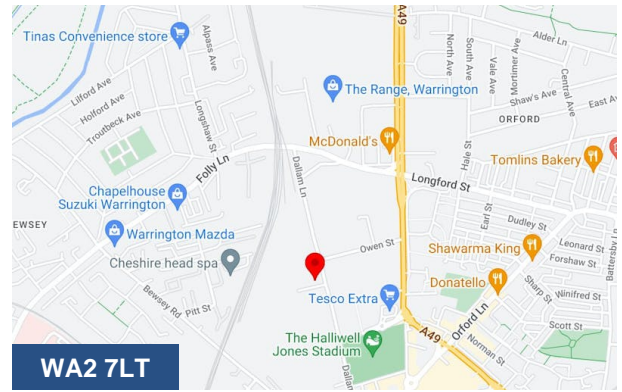 A49
Tinas Convenience store
Alpass Ave
Alder Ln
North Ave
South Ave
Vale Ave
Mortimer Ave
Central Ave
Lilford Ave
Holford Ave
Troutbeck Ave
Longshaw St
The Range, Warrington
Shaw's Ave
East Ave
ORFORD
McDonald's
Hale St
Dallam Ln
Folly Ln
Tomlins Bakery
Longford St
Chapelhouse
Suzuki Warrington
Earl St
Dudley St
EWSEY
Warrington Mazda
Owen St
Shawarma King
Leonard St
Forshaw St
Battersby Ln
Cheshire head spa
Bewsey Rd
Pitt St
Tesco Extra
Donatello
Sharp St
Winifred St
Orford Ln
A49
Scott St
Norman St
The Halliwell
Jones Stadium
Dallam
WA2 7LT